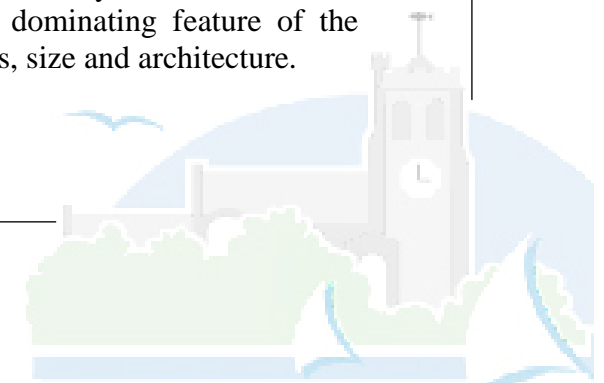 dominating feature of the
s, size and architecture.